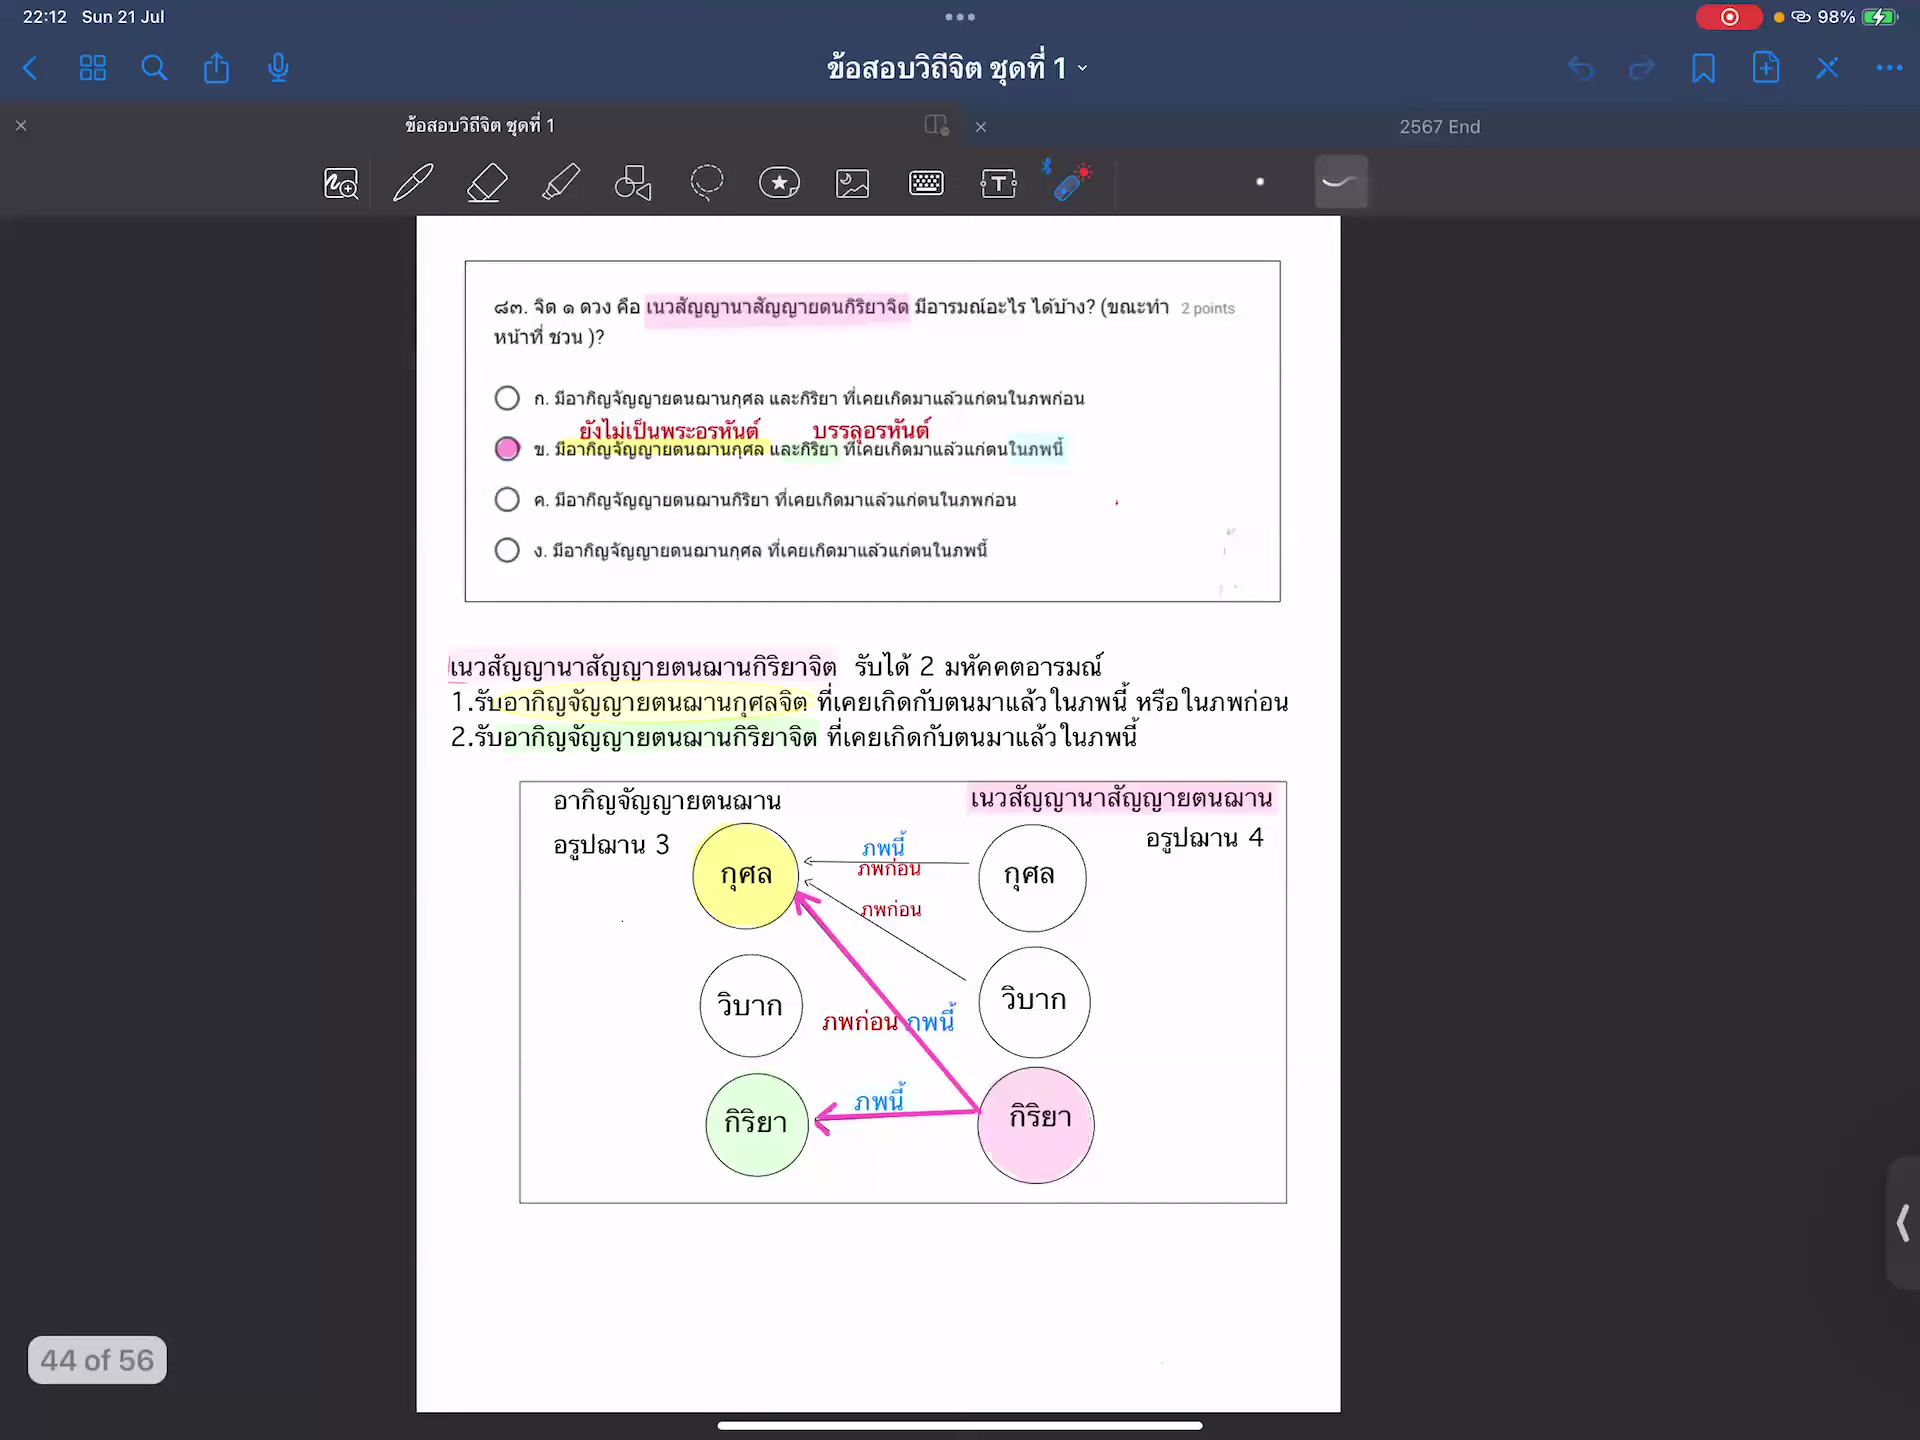 22:12 Sun 21 Jul
98%
ข้อสอบวิถีจิต ชุดที่ 1
ข้อสอบวิถีจิต ชุดที่ 1
2567 End
๘๓. จิต ๑ ดวง คือ เนวสัญญานาสัญญายตนกิริยาจิต มีอารมณ์อะไร ได้บ้าง? (ขณะทำ 2 points
หน้าที่ ชวน )?
ก. มีอากิญจัญญายตนฌานกุศล และกิริยา ที่เคยเกิดมาแล้วแก่ตนในภพก่อน
ยังไม่เป็นพระอรหันต์ บรรลุอรหันต์
ข. มีอากิญจัญญายตนฌานกุศล และกิริยา ที่เคยเกิดมาแล้วแก่ตนในภพนี้
ค. มีอากิญจัญญายตนฌานกิริยา ที่เคยเกิดมาแล้วแก่ตนในภพก่อน
ง. มีอากิญจัญญายตนฌานกุศล ที่เคยเกิดมาแล้วแก่ตนในภพนี้
เนวสัญญานาสัญญายตนฌานกิริยาจิต รับได้ 2 มหัคคตอารมณ์
1.รับอากิญจัญญายตนฌานกุศลจิต ที่เคยเกิดกับตนมาแล้วในภพนี้ หรือในภพก่อน
2.รับอากิญจัญญายตนฌานกิริยาจิต ที่เคยเกิดกับตนมาแล้วในภพนี้
อากิญจัญญายตนฌาน เนวสัญญานาสัญญายตนฌาน
อรูปฌาน 3 อรูปฌาน 4
ภพนี้
ภพก่อน
กุศล กุศล
ภพก่อน
วิบาก วิบาก
ภพก่อน ภพนี้
ภพนี้
กิริยา กิริยา
44 of 56